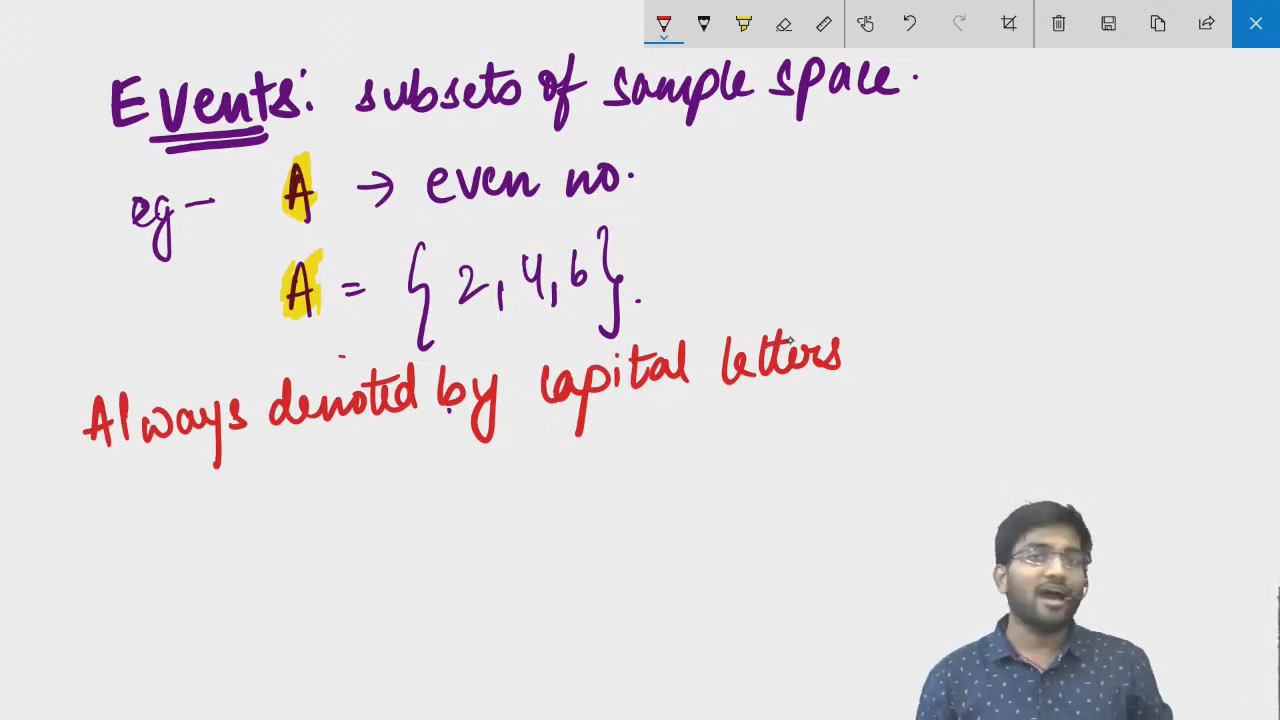 Events: subsets of sample space.
eg- A → even no.
A = {2,4,6}.
Always denoted by capital letters